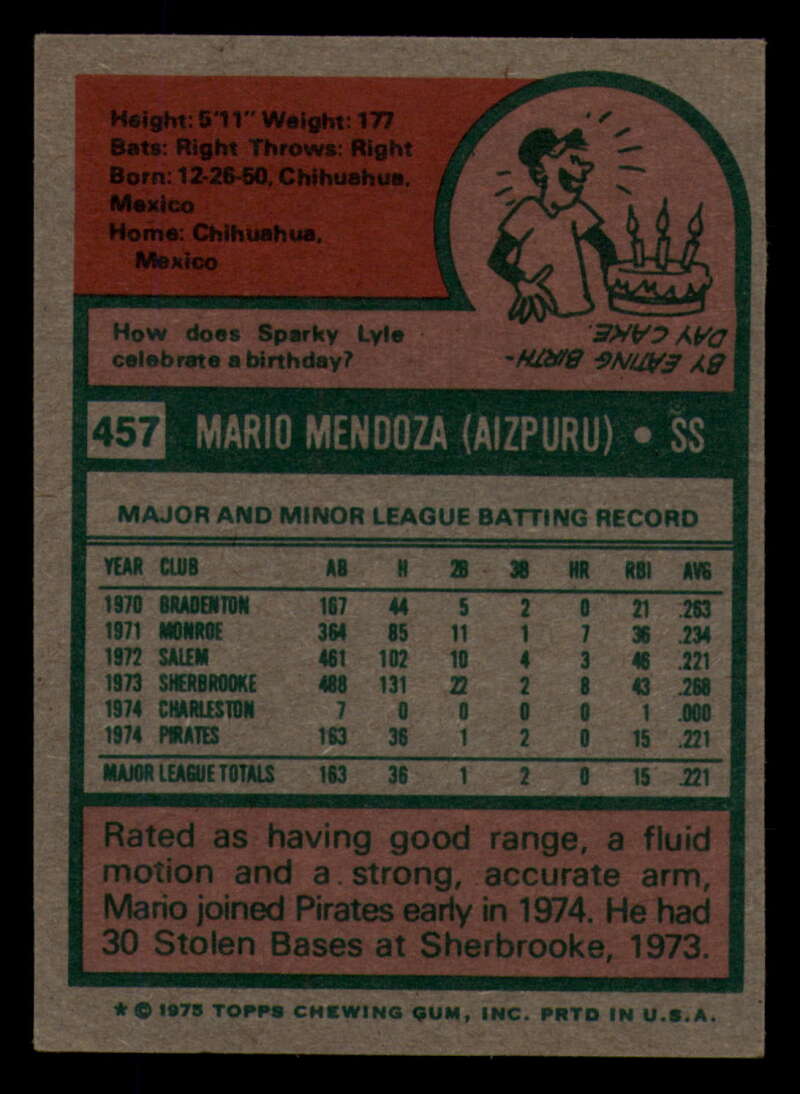 Height: 5'11" Weight: 177
Bats: Right Throws: Right
Born: 12-26-50, Chihuahua,
Mexico
Home: Chihuahua,
Mexico
How does Sparky Lyle
celebrate a birthday?
BY EATING BIRTH-
DAY CAKE.
457 MARIO MENDOZA (AIZPURU) • SS
MAJOR AND MINOR LEAGUE BATTING RECORD
YEAR CLUB AB H 2B 3B HR RBI AVG
1970 BRADENTON 167 44 5 2 0 21 .263
1971 MONROE 364 85 11 1 7 36 .234
1972 SALEM 461 102 10 4 3 46 .221
1973 SHERBROOKE 488 131 22 2 8 43 .268
1974 CHARLESTON 7 0 0 0 0 1 .000
1974 PIRATES 163 36 1 2 0 15 .221
MAJOR LEAGUE TOTALS 163 36 1 2 0 15 .221
Rated as having good range, a fluid
motion and a strong, accurate arm,
Mario joined Pirates early in 1974. He had
30 Stolen Bases at Sherbrooke, 1973.
* © 1975 TOPPS CHEWING GUM, INC. PRTD IN U.S.A.